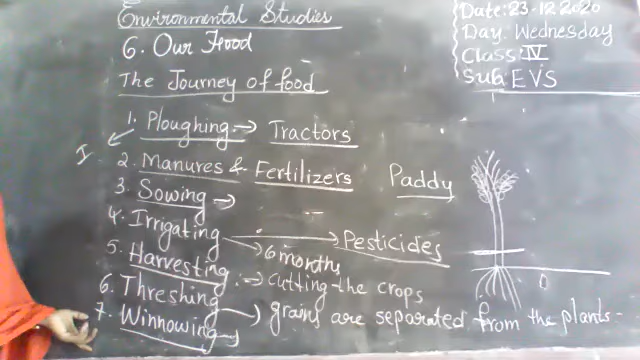 Environmental Studies
Date: 23-12-2020
Day: Wednesday
Class: IV
Sub: EVS
6. Our Food
The Journey of food
1. Ploughing → Tractors
I
2. Manures & Fertilizers
3. Sowing →
4. Irrigating → Pesticides
→ 6 months
5. Harvesting :→ cutting the crops
6. Threshing
7. Winnowing → grains are separated from the plants-
Paddy